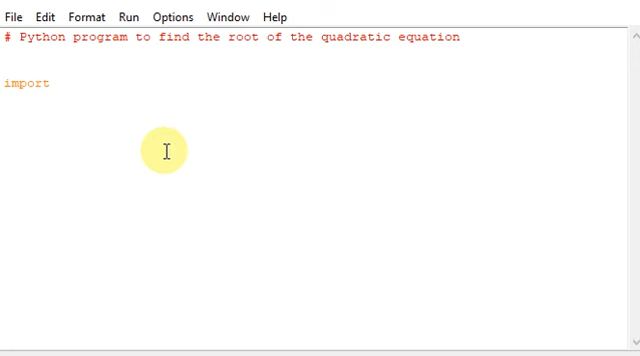 File Edit Format Run Options Window Help
# Python program to find the root of the quadratic equation
import